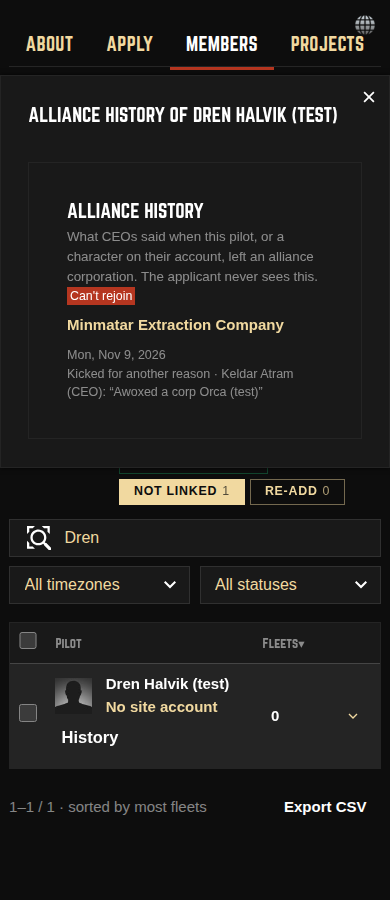 ABOUT APPLY MEMBERS PROJECTS
ALLIANCE HISTORY OF DREN HALVIK (TEST)
ALLIANCE HISTORY
What CEOs said when this pilot, or a
character on their account, left an alliance
corporation. The applicant never sees this.
Can't rejoin
Minmatar Extraction Company
Mon, Nov 9, 2026
Kicked for another reason · Keldar Atram
(CEO): “Awoxed a corp Orca (test)”
NOT LINKED 1 RE-ADD 0
Dren
All timezones All statuses
PILOT FLEETS▾
Dren Halvik (test)
No site account
0
History
1–1 / 1 · sorted by most fleets Export CSV